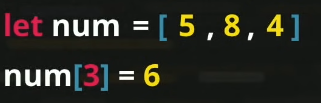 let num = [ 5 , 8 , 4 ]
num[3] = 6